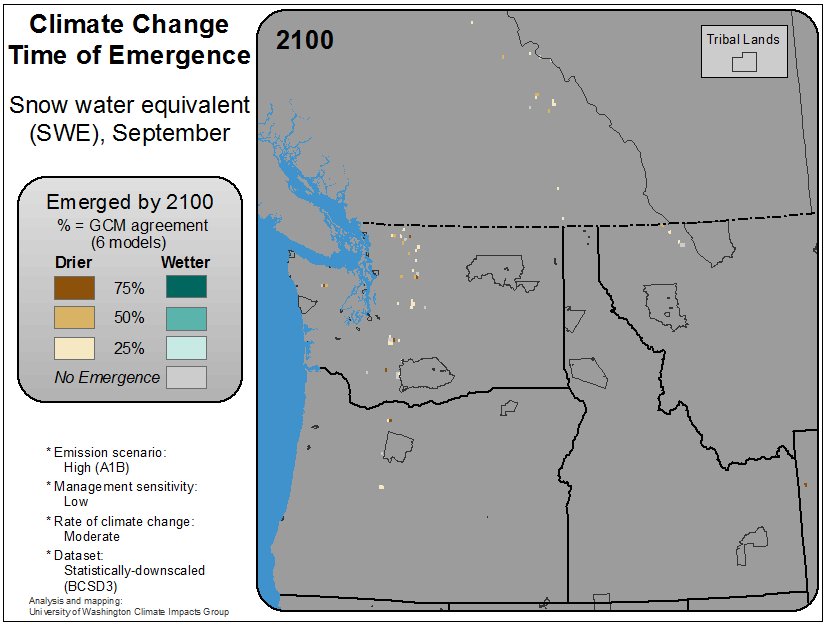 Climate Change
Time of Emergence
Snow water equivalent
(SWE), September
Emerged by 2100
% = GCM agreement
(6 models)
Drier Wetter
75%
50%
25%
No Emergence
* Emission scenario:
High (A1B)
* Management sensitivity:
Low
* Rate of climate change:
Moderate
* Dataset:
Statistically-downscaled
(BCSD3)
Analysis and mapping:
University of Washington Climate Impacts Group
2100
Tribal Lands